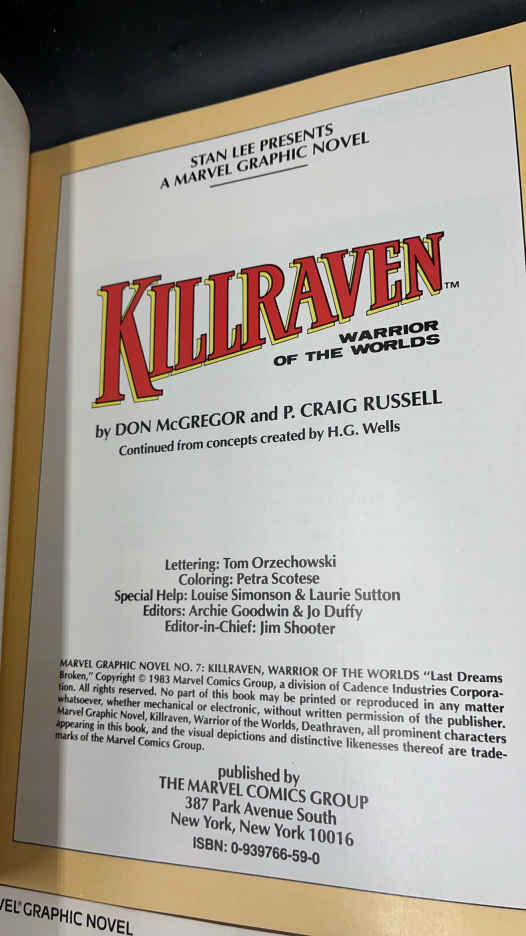 STAN LEE PRESENTS
A MARVEL GRAPHIC NOVEL
KILLRAVEN™
WARRIOR
OF THE WORLDS
by DON McGREGOR and P. CRAIG RUSSELL
Continued from concepts created by H.G. Wells
Lettering: Tom Orzechowski
Coloring: Petra Scotese
Special Help: Louise Simonson & Laurie Sutton
Editors: Archie Goodwin & Jo Duffy
Editor-in-Chief: Jim Shooter
MARVEL GRAPHIC NOVEL NO. 7: KILLRAVEN, WARRIOR OF THE WORLDS “Last Dreams
Broken,” Copyright © 1983 Marvel Comics Group, a division of Cadence Industries Corpora-
tion. All rights reserved. No part of this book may be printed or reproduced in any matter
whatsoever, whether mechanical or electronic, without written permission of the publisher.
Marvel Graphic Novel, Killraven, Warrior of the Worlds, Deathraven, all prominent characters
appearing in this book, and the visual depictions and distinctive likenesses thereof are trade-
marks of the Marvel Comics Group.
published by
THE MARVEL COMICS GROUP
387 Park Avenue South
New York, New York 10016
ISBN: 0-939766-59-0
VEL® GRAPHIC NOVEL